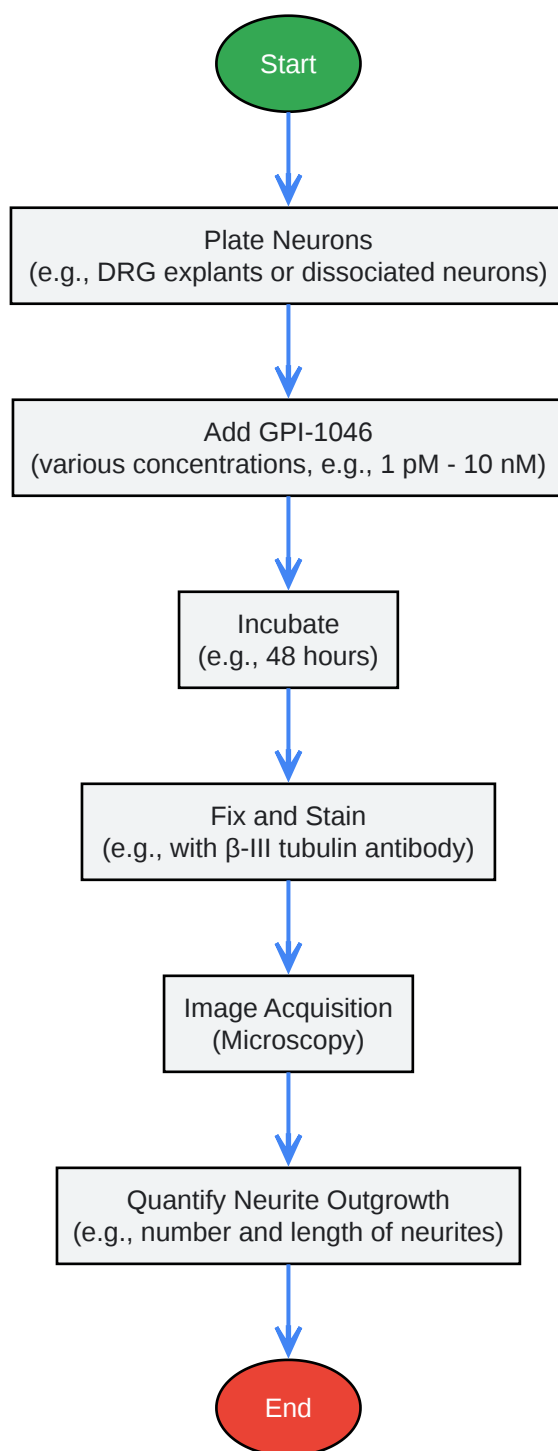 Start
Plate Neurons
(e.g., DRG explants or dissociated neurons)
Add GPI-1046
(various concentrations, e.g., 1 pM - 10 nM)
Incubate
(e.g., 48 hours)
Fix and Stain
(e.g., with β-III tubulin antibody)
Image Acquisition
(Microscopy)
Quantify Neurite Outgrowth
(e.g., number and length of neurites)
End